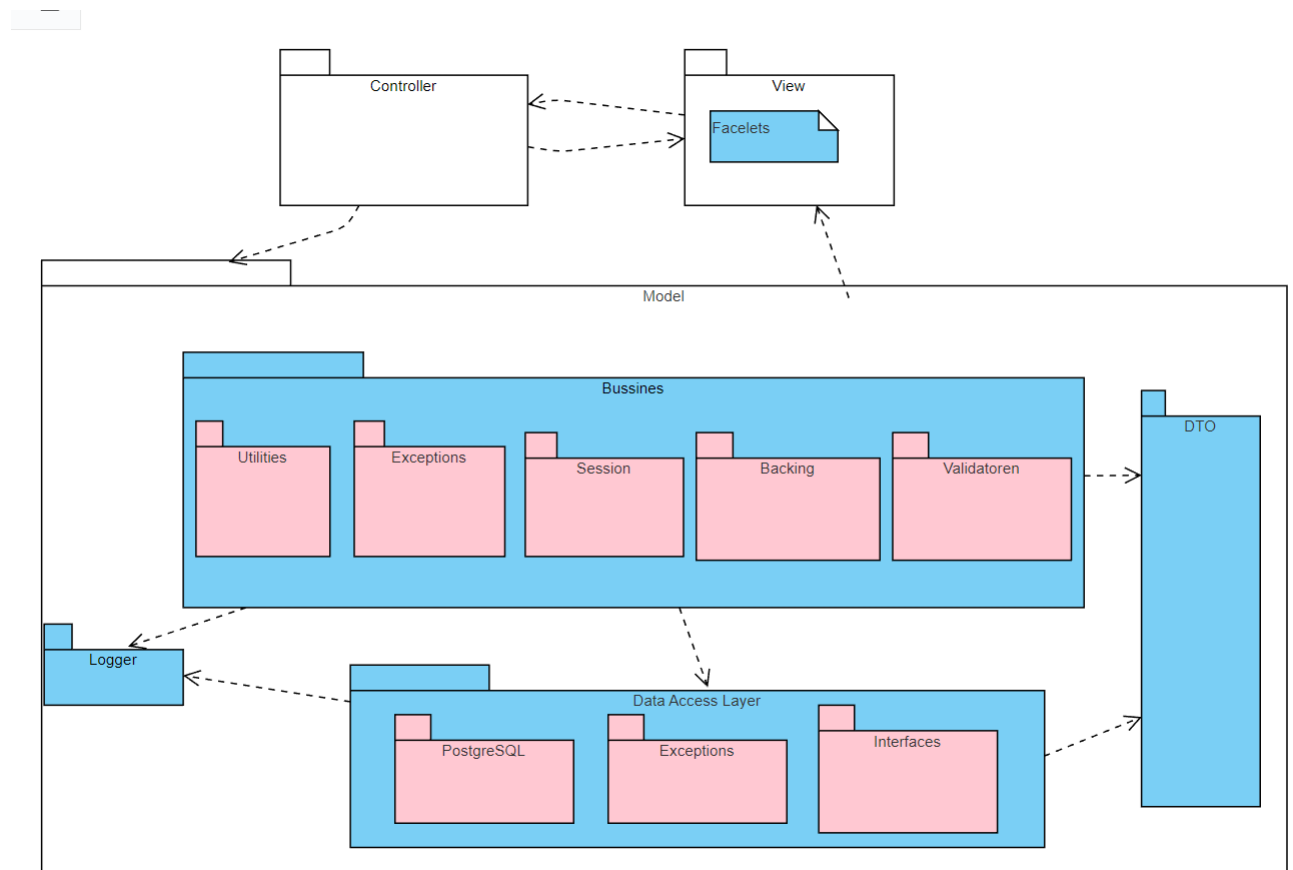 Controller
View
Facelets
Model
Bussines
Utilities
Exceptions
Session
Backing
Validatoren
DTO
Logger
Data Access Layer
PostgreSQL
Exceptions
Interfaces